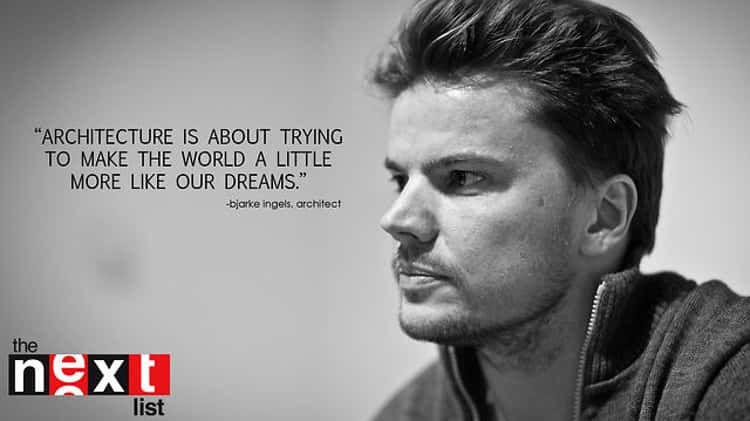 “ARCHITECTURE IS ABOUT TRYING
TO MAKE THE WORLD A LITTLE
MORE LIKE OUR DREAMS.”
-bjarke ingels, architect
the
next
list